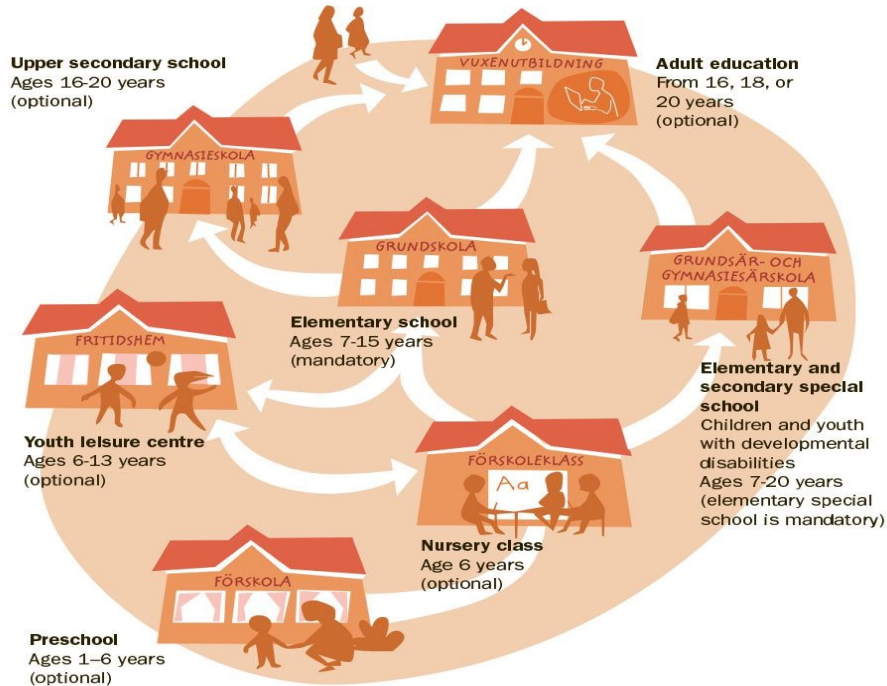 Upper secondary school
Ages 16-20 years
(optional)
VUXENUTBILDNING
Adult education
From 16, 18, or
20 years
(optional)
GYMNASIESKOLA
GRUNDSKOLA
GRUNDSÄR- OCH
GYMNASIESÄRSKOLA
Elementary school
Ages 7-15 years
(mandatory)
FRITIDSHEM
Elementary and
secondary special
school
Children and youth
with developmental
disabilities
Ages 7-20 years
(elementary special
school is mandatory)
Youth leisure centre
Ages 6-13 years
(optional)
FÖRSKOLEKLASS
Aa
Nursery class
Age 6 years
(optional)
FÖRSKOLA
Preschool
Ages 1–6 years
(optional)